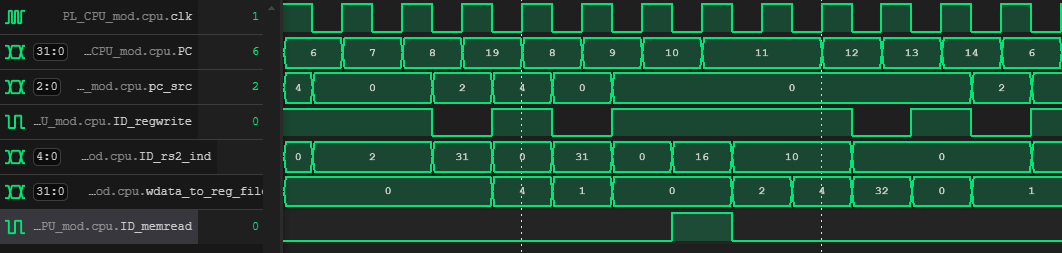 PL_CPU_mod.cpu.clk 1
31:0 …CPU_mod.cpu.PC 6 6 7 8 19 8 9 10 11 12 13 14 6
2:0 …_mod.cpu.pc_src 2 4 0 2 4 0 0 2
…U_mod.cpu.ID_regwrite 0
4:0 …od.cpu.ID_rs2_ind 0 2 31 0 31 0 16 10 0
31:0 …od.cpu.wdata_to_reg_file 0 4 1 0 2 4 32 0 1
…PU_mod.cpu.ID_memread 0